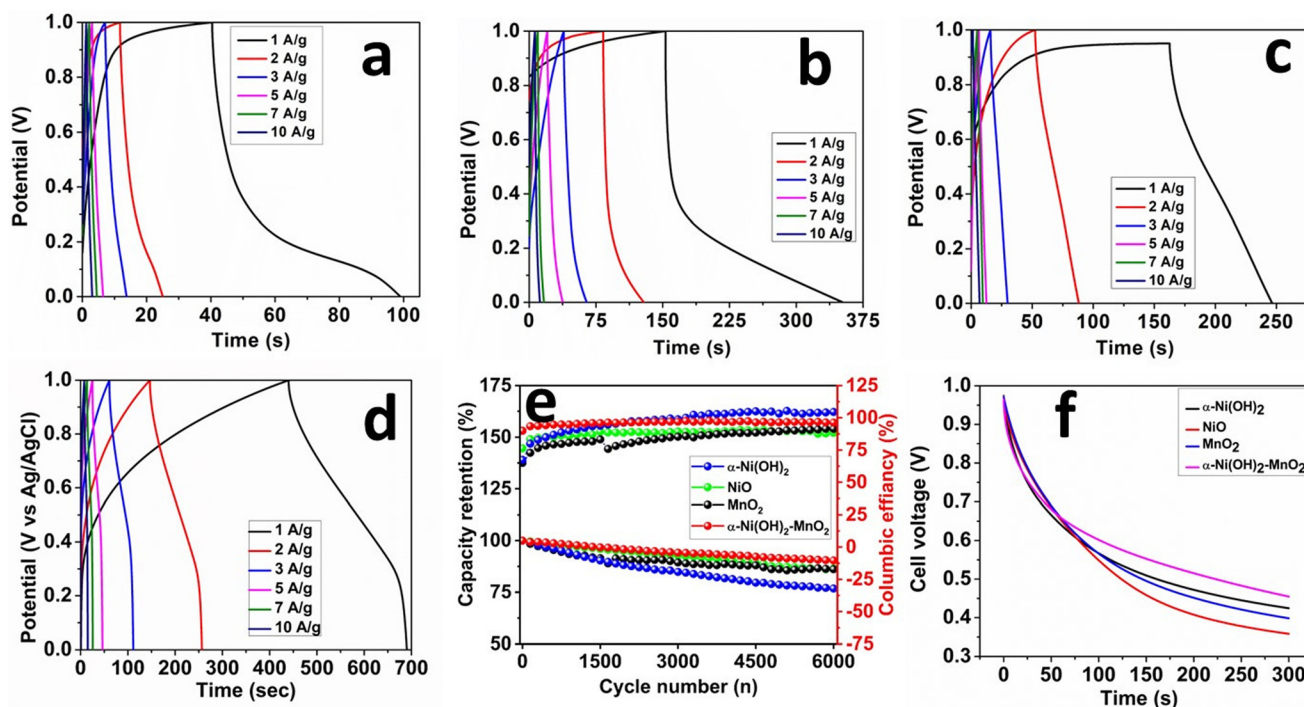 a
1.0
0.8
0.6
0.4
0.2
0.0
Potential (V)
1 A/g
2 A/g
3 A/g
5 A/g
7 A/g
10 A/g
0 20 40 60 80 100
Time (s)
b
1.0
0.8
0.6
0.4
0.2
0.0
Potential (V)
1 A/g
2 A/g
3 A/g
5 A/g
7 A/g
10 A/g
0 75 150 225 300 375
Time (s)
c
1.0
0.8
0.6
0.4
0.2
0.0
Potential (V)
1 A/g
2 A/g
3 A/g
5 A/g
7 A/g
10 A/g
0 50 100 150 200 250
Time (s)
d
1.0
0.8
0.6
0.4
0.2
0.0
Potential (V vs Ag/AgCl)
1 A/g
2 A/g
3 A/g
5 A/g
7 A/g
10 A/g
0 100 200 300 400 500 600 700
Time (sec)
e
175
150
125
100
75
50
Capacity retention (%)
α-Ni(OH)2
NiO
MnO2
α-Ni(OH)2-MnO2
125
100
75
50
25
0
-25
-50
-75
Columbic effiancy (%)
0 1500 3000 4500 6000
Cycle number (n)
f
1.0
0.9
0.8
0.7
0.6
0.5
0.4
0.3
Cell voltage (V)
α-Ni(OH)2
NiO
MnO2
α-Ni(OH)2-MnO2
0 50 100 150 200 250 300
Time (s)